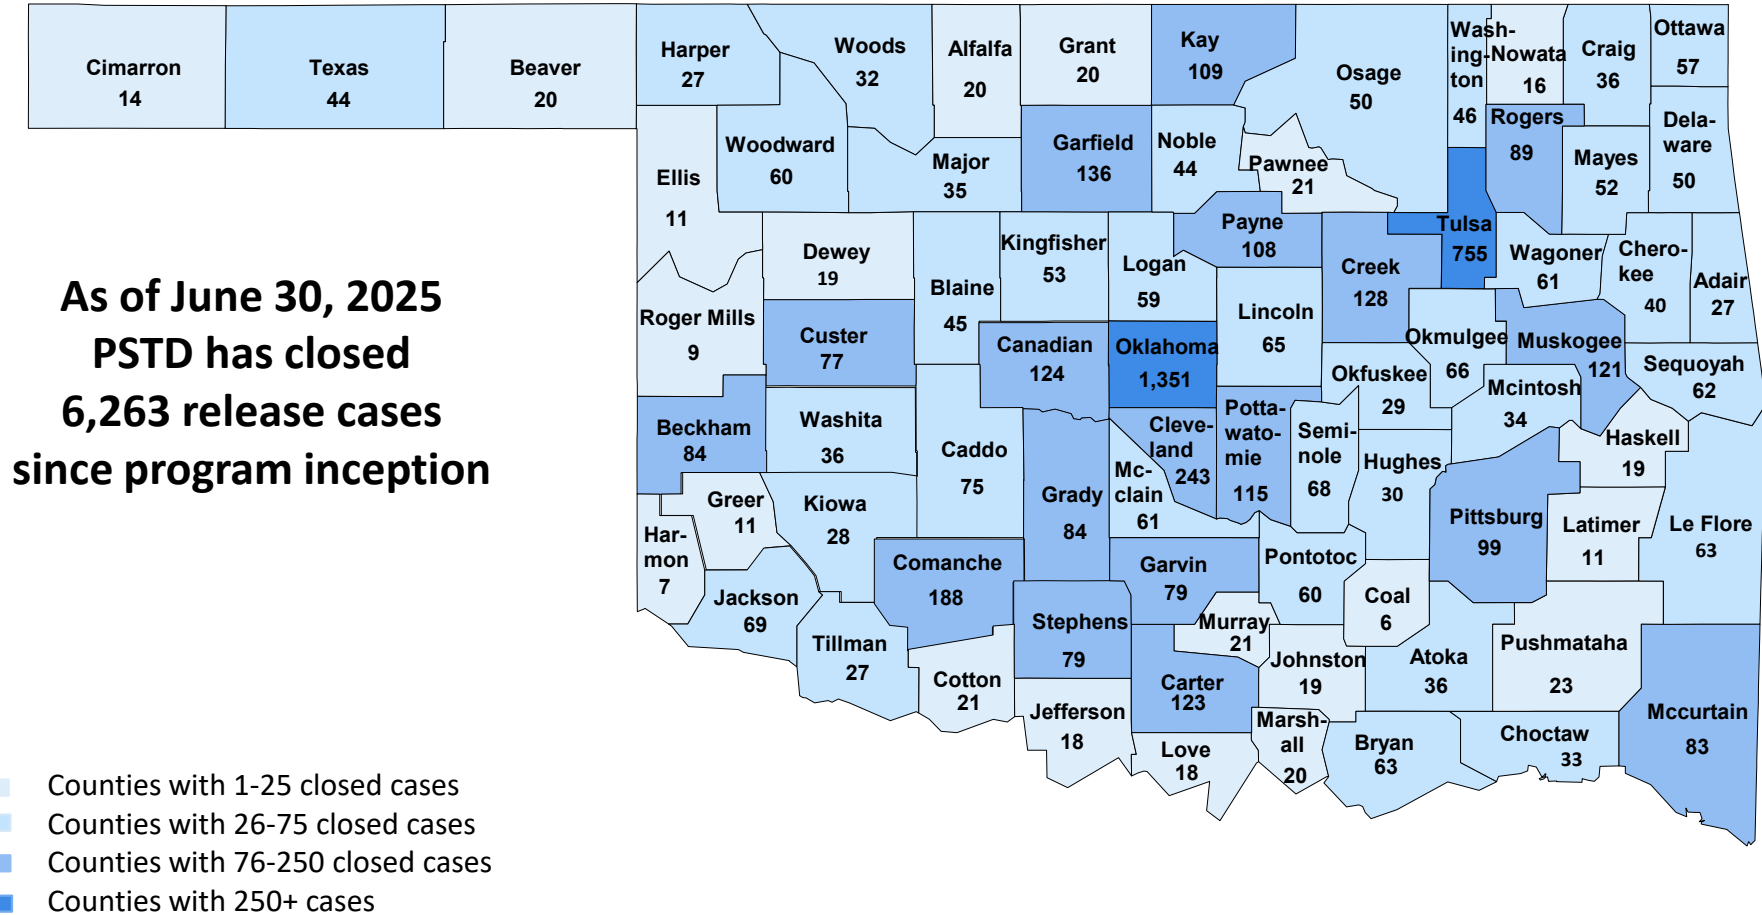 Cimarron
14
Texas
44
Beaver
20
Harper
27
Woods
32
Alfalfa
20
Grant
20
Kay
109
Osage
50
Wash-
ing-
ton
46
Nowata
16
Craig
36
Ottawa
57
Ellis
11
Woodward
60
Major
35
Garfield
136
Noble
44
Pawnee
21
Rogers
89
Mayes
52
Dela-
ware
50
Dewey
19
Blaine
45
Kingfisher
53
Logan
59
Payne
108
Creek
128
Tulsa
755
Wagoner
61
Chero-
kee
40
Adair
27
Roger Mills
9
Custer
77
Canadian
124
Oklahoma
1,351
Lincoln
65
Okfuskee
29
Okmulgee
66
Muskogee
121
Mcintosh
34
Sequoyah
62
Beckham
84
Washita
36
Caddo
75
Grady
84
Mc-
clain
61
Cleve-
land
243
Potta-
wato-
mie
115
Semi-
nole
68
Hughes
30
Haskell
19
Pittsburg
99
Latimer
11
Le Flore
63
Har-
mon
7
Greer
11
Kiowa
28
Jackson
69
Tillman
27
Comanche
188
Cotton
21
Stephens
79
Jefferson
18
Garvin
79
Murray
21
Carter
123
Love
18
Pontotoc
60
Johnston
19
Marsh-
all
20
Coal
6
Atoka
36
Bryan
63
Pushmataha
23
Choctaw
33
Mccurtain
83
As of June 30, 2025
PSTD has closed
6,263 release cases
since program inception
Counties with 1-25 closed cases
Counties with 26-75 closed cases
Counties with 76-250 closed cases
Counties with 250+ cases